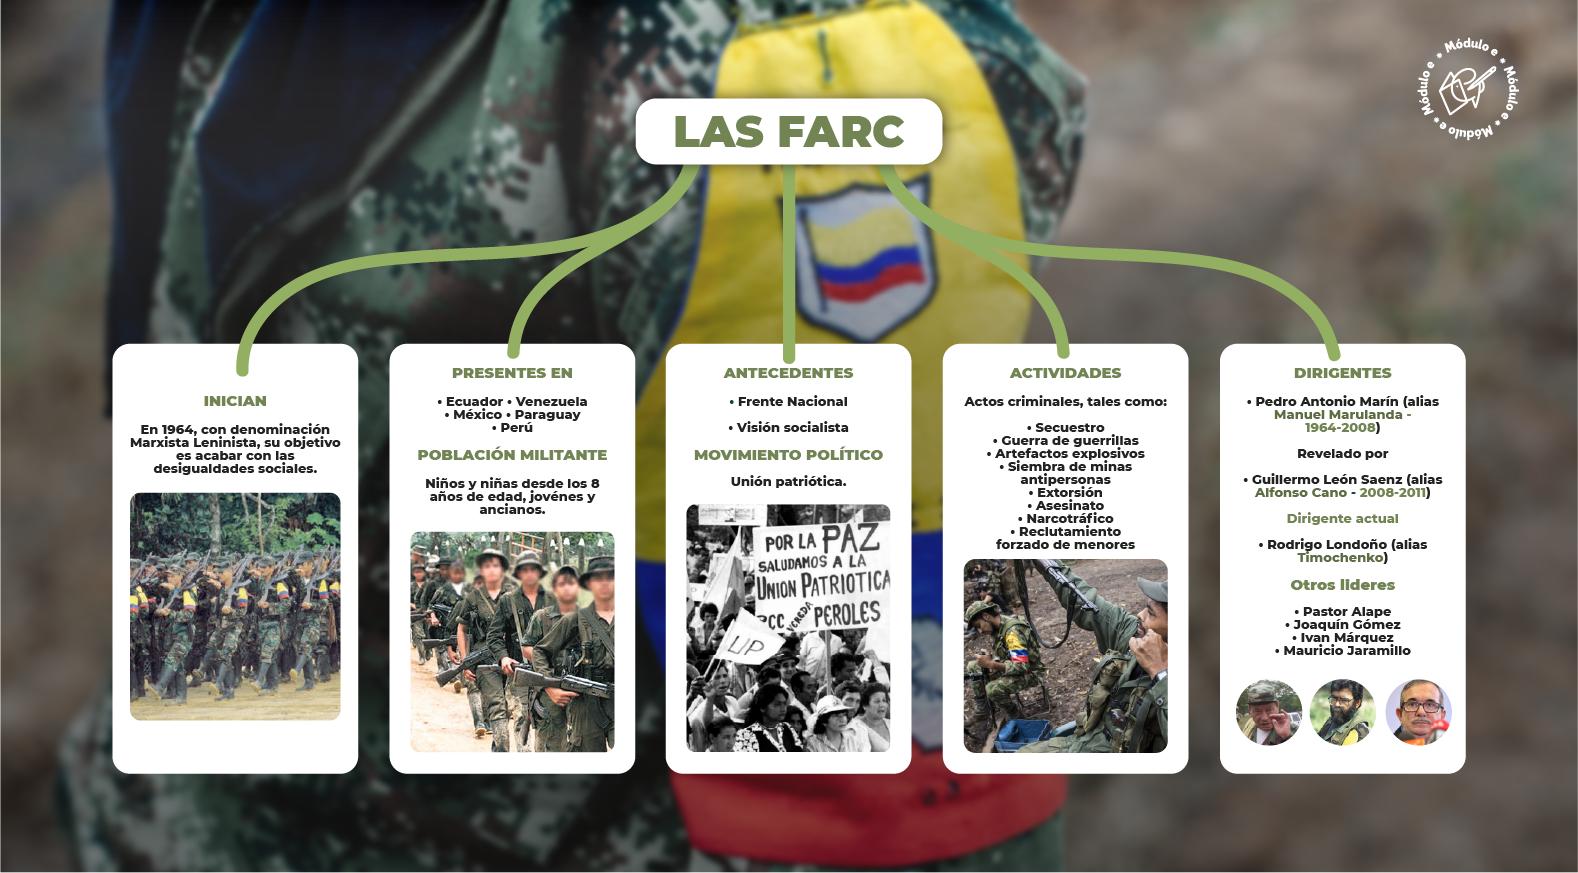 Módulo e * Módulo e * Módulo e * Módulo e *
LAS FARC
INICIAN
En 1964, con denominación
Marxista Leninista, su objetivo
es acabar con las
desigualdades sociales.
PRESENTES EN
• Ecuador • Venezuela
• México • Paraguay
• Perú
POBLACIÓN MILITANTE
Niños y niñas desde los 8
años de edad, jovénes y
ancianos.
ANTECEDENTES
• Frente Nacional
• Visión socialista
MOVIMIENTO POLÍTICO
Unión patriótica.
POR LA PAZ
SALUDAMOS A LA
UNION PATRIOTICA
PCC VEREDA PEROLES
UP
ACTIVIDADES
Actos criminales, tales como:
• Secuestro
• Guerra de guerrillas
• Artefactos explosivos
• Siembra de minas
antipersonas
• Extorsión
• Asesinato
• Narcotráfico
• Reclutamiento
forzado de menores
DIRIGENTES
• Pedro Antonio Marín (alias
Manuel Marulanda -
1964-2008)
Revelado por
• Guillermo León Saenz (alias
Alfonso Cano - 2008-2011)
Dirigente actual
• Rodrigo Londoño (alias
Timochenko)
Otros lideres
• Pastor Alape
• Joaquín Gómez
• Ivan Márquez
• Mauricio Jaramillo